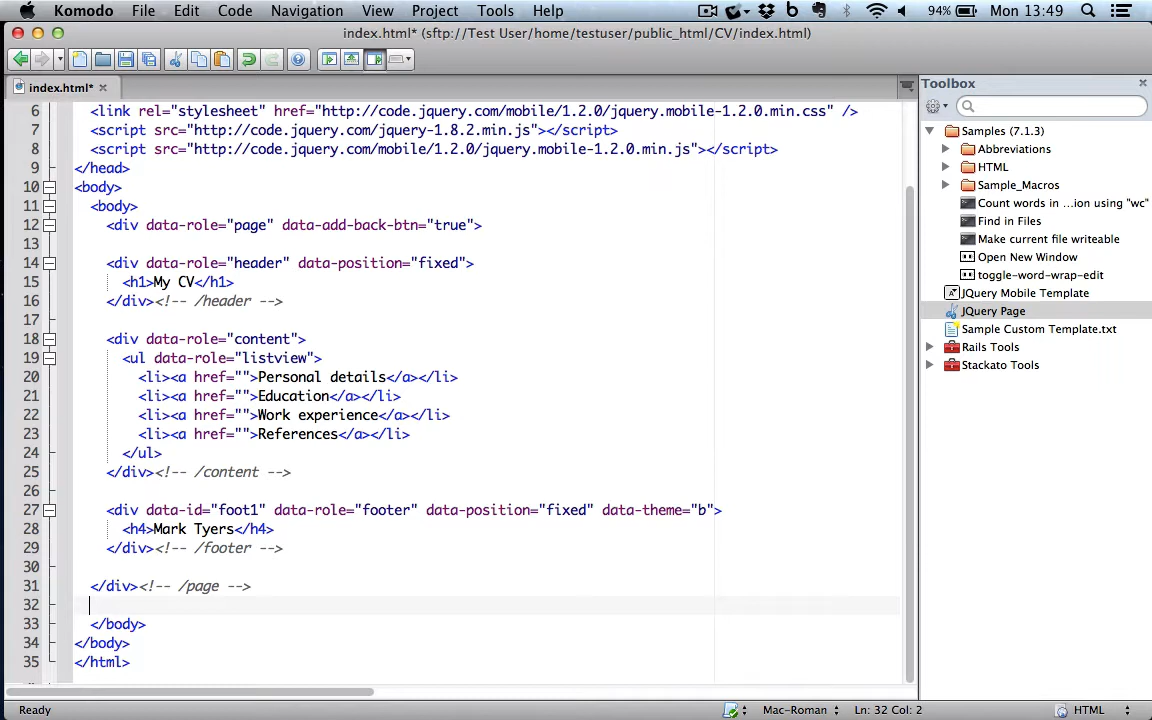 Komodo File Edit Code Navigation View Project Tools Help 94% Mon 13:49
index.html* (sftp://Test User/home/testuser/public_html/CV/index.html)
index.html*
6 <link rel="stylesheet" href="http://code.jquery.com/mobile/1.2.0/jquery.mobile-1.2.0.min.css" />
7 <script src="http://code.jquery.com/jquery-1.8.2.min.js"></script>
8 <script src="http://code.jquery.com/mobile/1.2.0/jquery.mobile-1.2.0.min.js"></script>
9 </head>
10 <body>
11 <body>
12 <div data-role="page" data-add-back-btn="true">
13
14 <div data-role="header" data-position="fixed">
15 <h1>My CV</h1>
16 </div><!-- /header -->
17
18 <div data-role="content">
19 <ul data-role="listview">
20 <li><a href="">Personal details</a></li>
21 <li><a href="">Education</a></li>
22 <li><a href="">Work experience</a></li>
23 <li><a href="">References</a></li>
24 </ul>
25 </div><!-- /content -->
26
27 <div data-id="foot1" data-role="footer" data-position="fixed" data-theme="b">
28 <h4>Mark Tyers</h4>
29 </div><!-- /footer -->
30
31 </div><!-- /page -->
32
33 </body>
34 </body>
35 </html>
Toolbox
Samples (7.1.3)
Abbreviations
HTML
Sample_Macros
Count words in ...ion using "wc"
Find in Files
Make current file writeable
Open New Window
toggle-word-wrap-edit
JQuery Mobile Template
JQuery Page
Sample Custom Template.txt
Rails Tools
Stackato Tools
Ready Mac-Roman Ln: 32 Col: 2 HTML